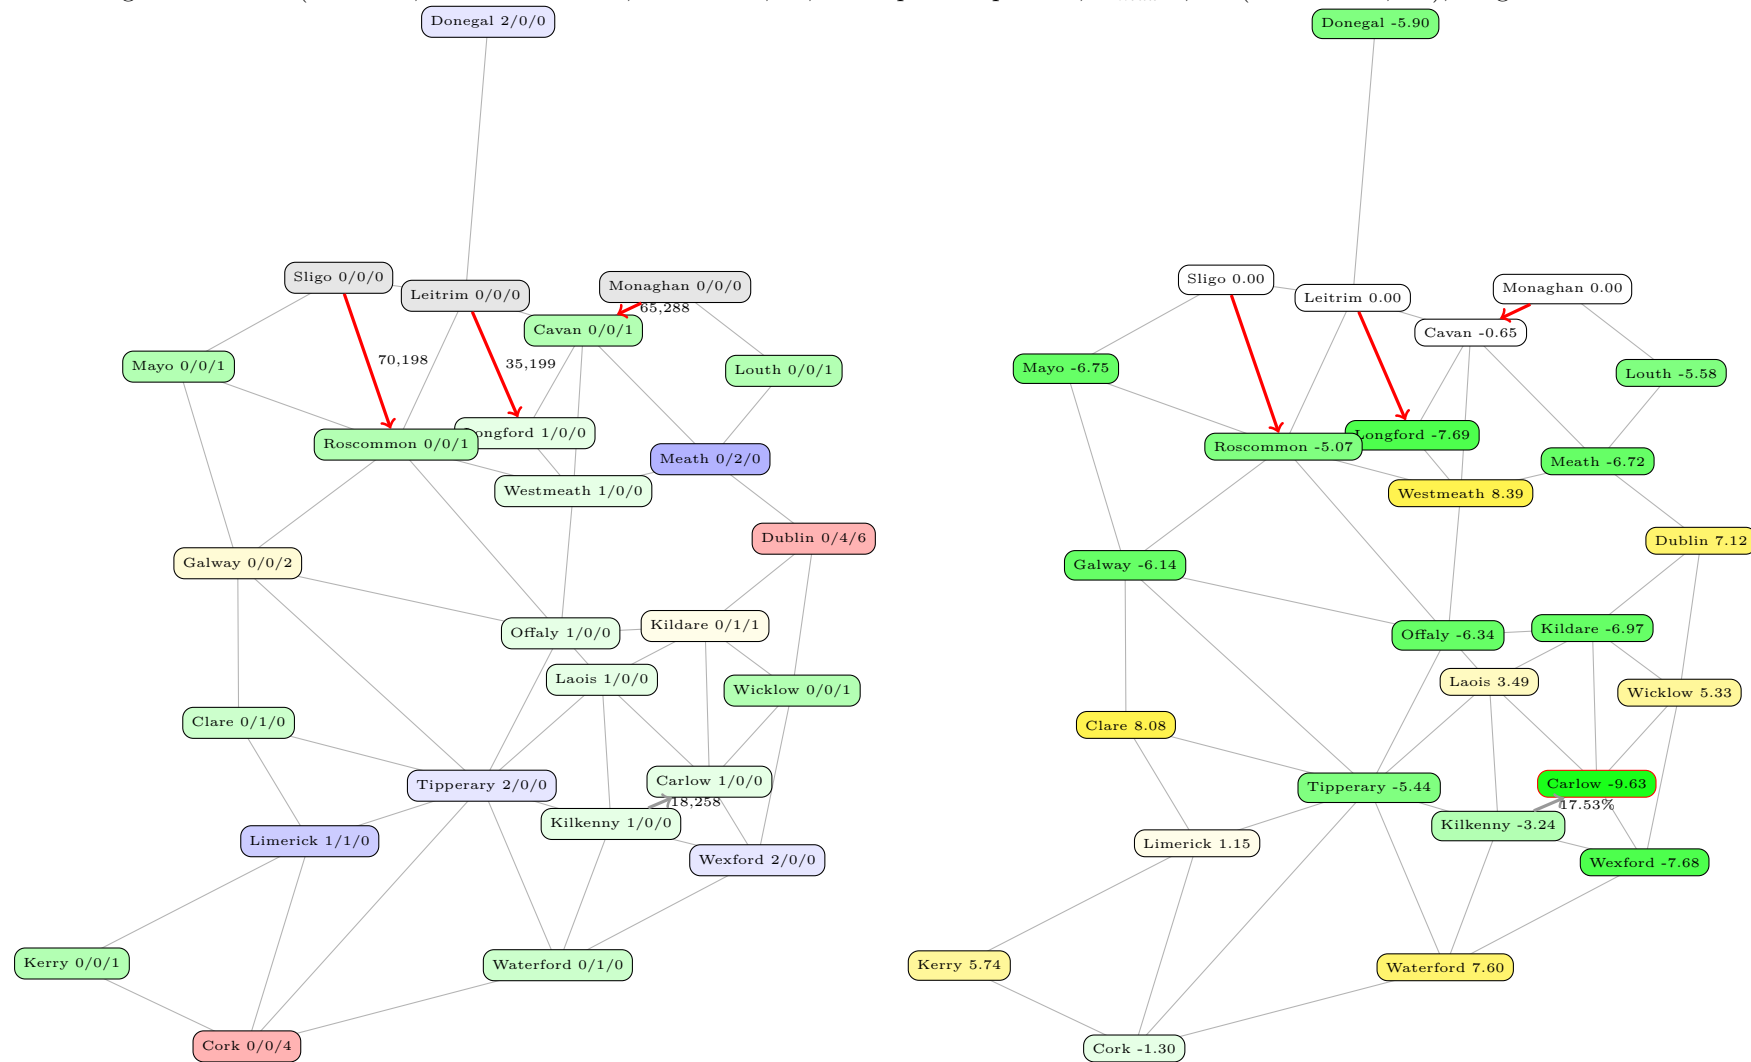 Donegal 2/0/0
Sligo 0/0/0
Leitrim 0/0/0
Monaghan 0/0/0
65,288
Cavan 0/0/1
Mayo 0/0/1
70,198
35,199
Louth 0/0/1
Roscommon 0/0/1
Longford 1/0/0
Meath 0/2/0
Westmeath 1/0/0
Dublin 0/4/6
Galway 0/0/2
Offaly 1/0/0
Kildare 0/1/1
Laois 1/0/0
Wicklow 0/0/1
Clare 0/1/0
Tipperary 2/0/0
Carlow 1/0/0
18,258
Kilkenny 1/0/0
Limerick 1/1/0
Wexford 2/0/0
Kerry 0/0/1
Waterford 0/1/0
Cork 0/0/4
Donegal -5.90
Sligo 0.00
Leitrim 0.00
Monaghan 0.00
Cavan -0.65
Mayo -6.75
Louth -5.58
Roscommon -5.07
Longford -7.69
Meath -6.72
Westmeath 8.39
Dublin 7.12
Galway -6.14
Offaly -6.34
Kildare -6.97
Laois 3.49
Wicklow 5.33
Clare 8.08
Tipperary -5.44
Carlow -9.63
17.53%
Kilkenny -3.24
Limerick 1.15
Wexford -7.68
Kerry 5.74
Waterford 7.60
Cork -1.30